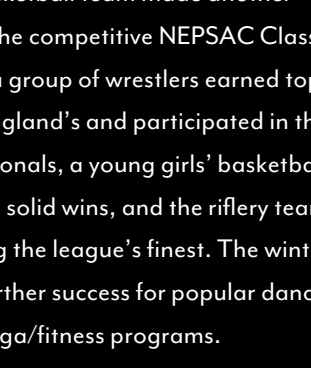 ketball team made another
he competitive NEPSAC Class
group of wrestlers earned top
gland's and participated in th
onals, a young girls' basketba
solid wins, and the riflery tea
g the league's finest. The wint
rther success for popular danc
ga/fitness programs.